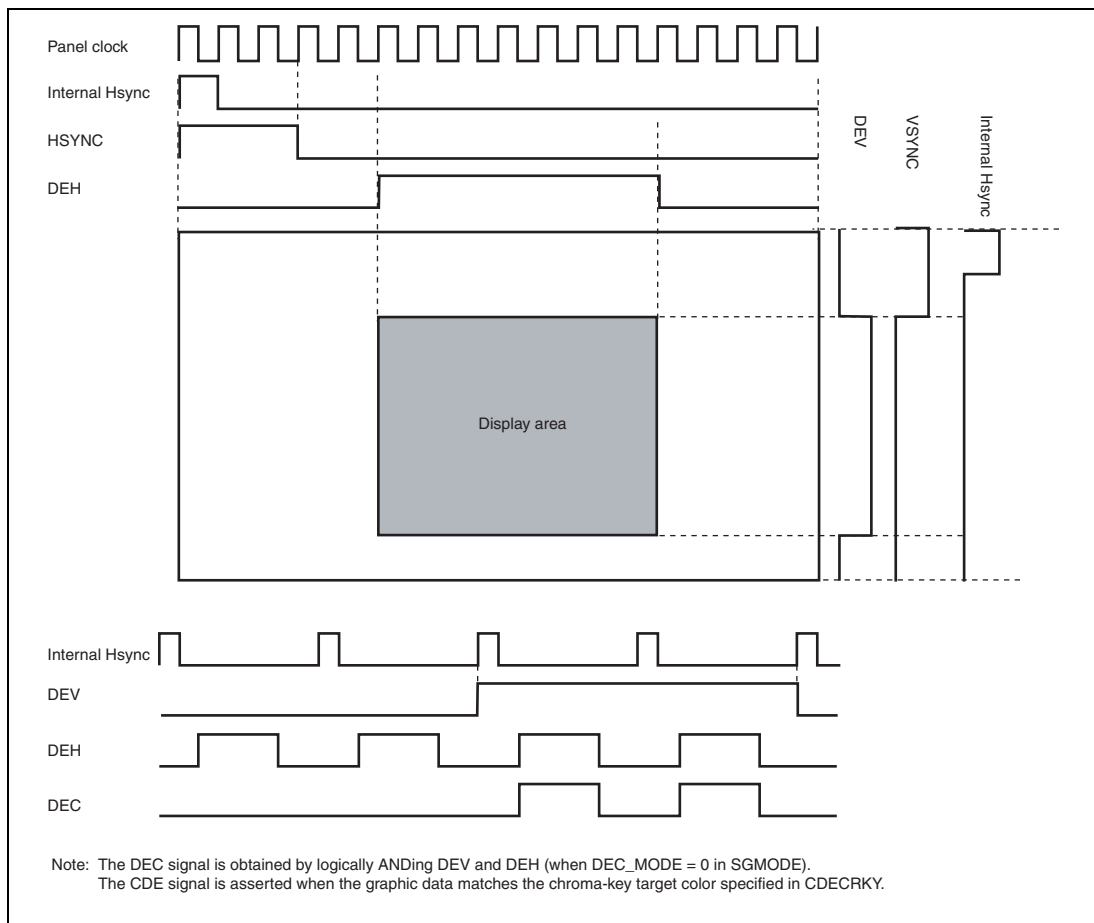 Panel clock
Internal Hsync
HSYNC
DEH
DEV
VSYNC
Internal Hsync
Display area
Internal Hsync
DEV
DEH
DEC
Note: The DEC signal is obtained by logically ANDing DEV and DEH (when DEC_MODE = 0 in SGMODE).
The CDE signal is asserted when the graphic data matches the chroma-key target color specified in CDECRKY.